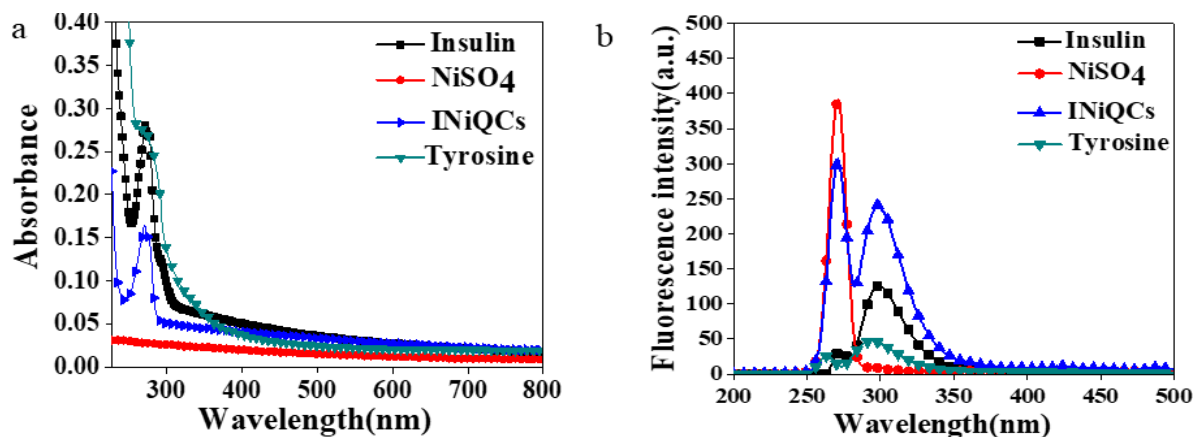 a
0.40
0.35
0.30
0.25
0.20
0.15
0.10
0.05
0.00
Absorbance
Insulin
NiSO4
INiQCs
Tyrosine
300 400 500 600 700 800
Wavelength(nm)
b
500
450
400
350
300
250
200
150
100
50
0
Fluorescence intensity(a.u.)
Insulin
NiSO4
INiQCs
Tyrosine
200 250 300 350 400 450 500
Wavelength(nm)